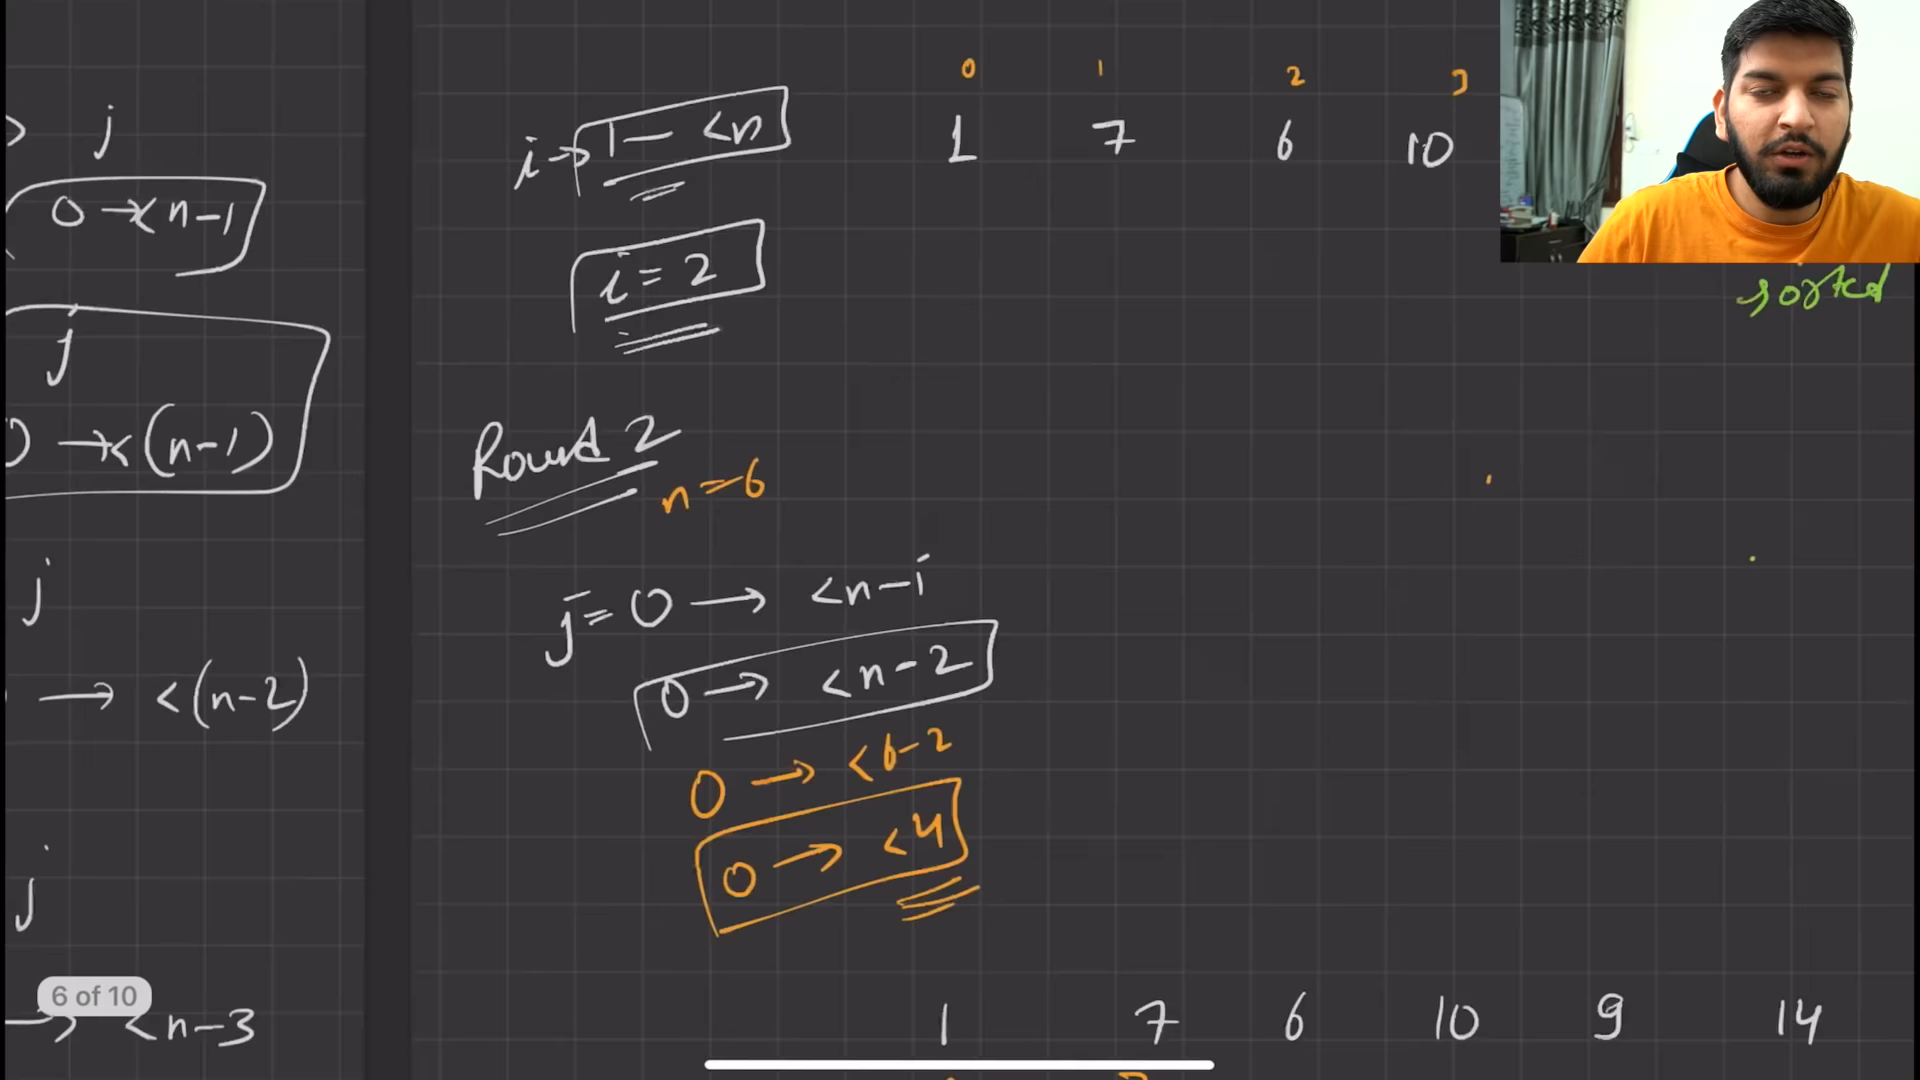 j
0 → < n-1
j
→ < (n-1)
j
→ < (n-2)
j
→ < n-3
6 of 10
i → 1 — < n
i = 2
0 1 2 3
1 7 6 10
sorted
Round 2
n = 6
j = 0 → < n-i
0 → < n-2
0 → < 6-2
0 → < 4
1 7 6 10 9 14